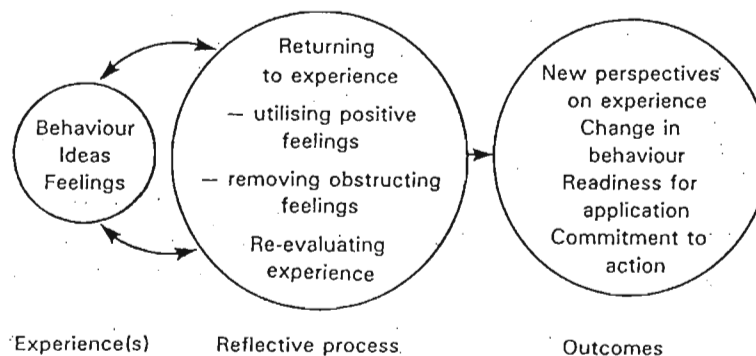 Behaviour
Ideas
Feelings
Returning
to experience
— utilising positive
feelings
— removing obstructing
feelings
Re-evaluating
experience
New perspectives
on experience
Change in
behaviour
Readiness for
application
Commitment to
action
Experience(s)
Reflective process
Outcomes